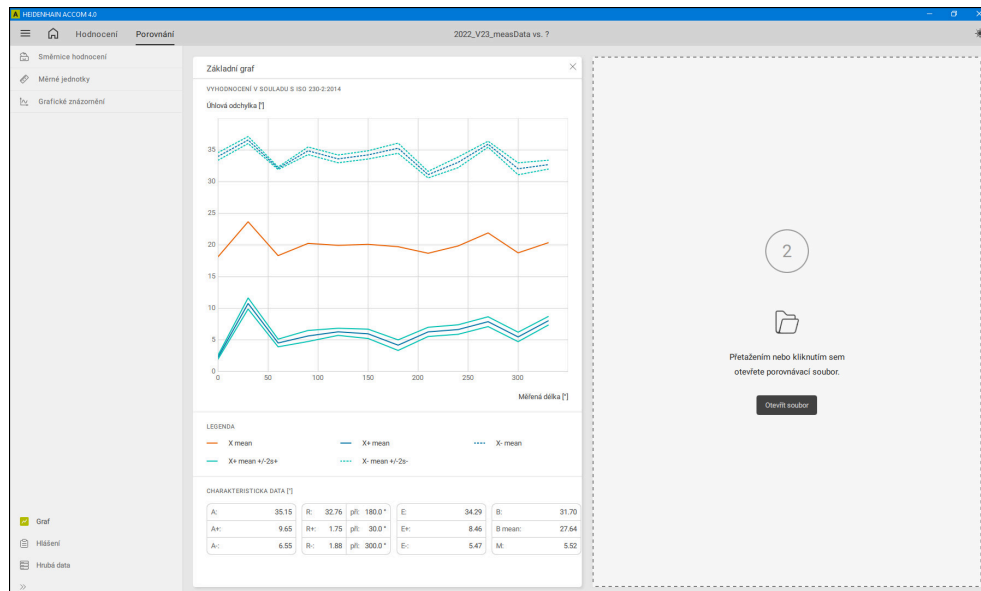 HEIDENHAIN ACCOM 4.0
Hodnocení
Porovnání
2022_V23_measData vs. ?
Směrnice hodnocení
Měrné jednotky
Grafické znázornění
Základní graf
VYHODNOCENÍ V SOULADU S ISO 230-2:2014
Úhlová odchylka ["]
35
30
25
20
15
10
5
0
0 50 100 150 200 250 300
Měřená délka [°]
LEGENDA
X mean X+ mean X- mean
X+ mean +/-2s+ X- mean +/-2s-
CHARAKTERISTICKA DATA ["]
A: 35.15 R: 32.76 při: 180.0 ° E: 34.29 B: 31.70
A+: 9.65 R+: 1.75 při: 30.0 ° E+: 8.46 B mean: 27.64
A-: 6.55 R-: 1.88 při: 300.0 ° E-: 5.47 M: 5.52
2
Přetažením nebo kliknutím sem
otevřete porovnávací soubor.
Otevřít soubor
Graf
Hlášení
Hrubá data